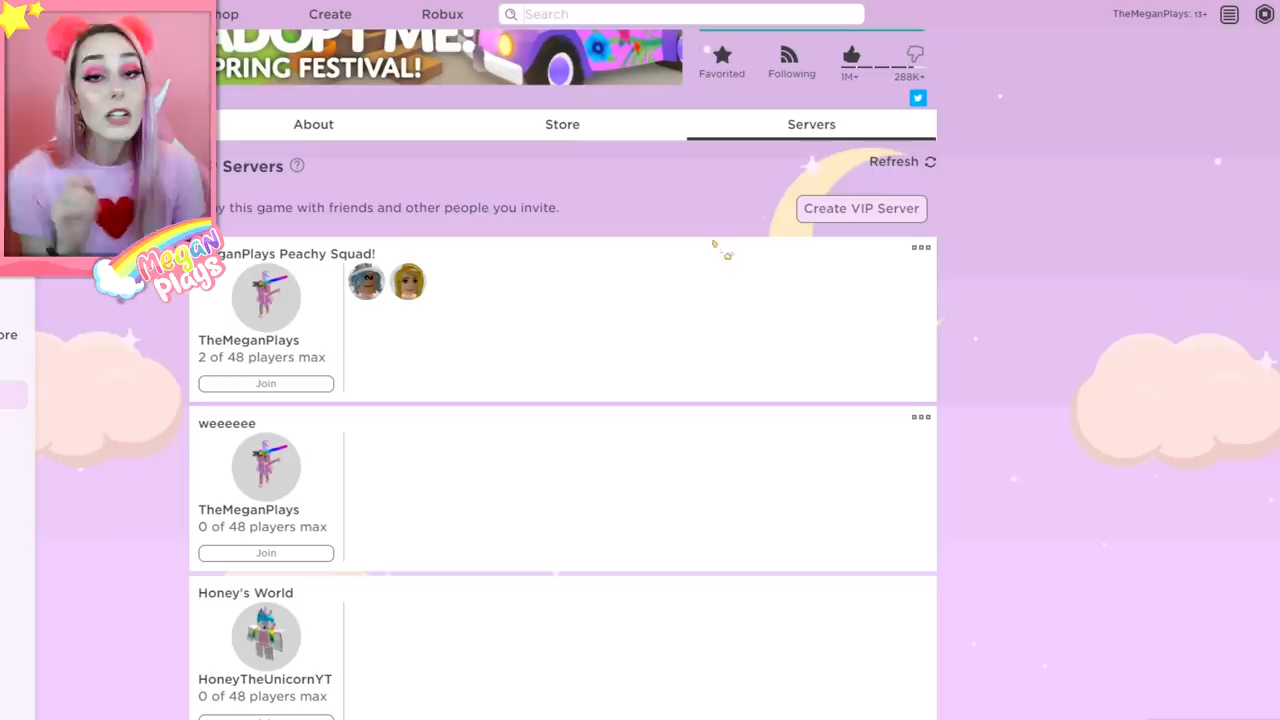 hop
Create
Robux
Search
TheMeganPlays: 13+
ADOPT ME!
SPRING FESTIVAL!
Favorited
Following
1M+
288K+
About
Store
Servers
Servers
Refresh
y this game with friends and other people you invite.
Create VIP Server
Megan
Plays
ganPlays Peachy Squad!
TheMeganPlays
2 of 48 players max
Join
ore
weeeeee
TheMeganPlays
0 of 48 players max
Join
Honey's World
HoneyTheUnicornYT
0 of 48 players max